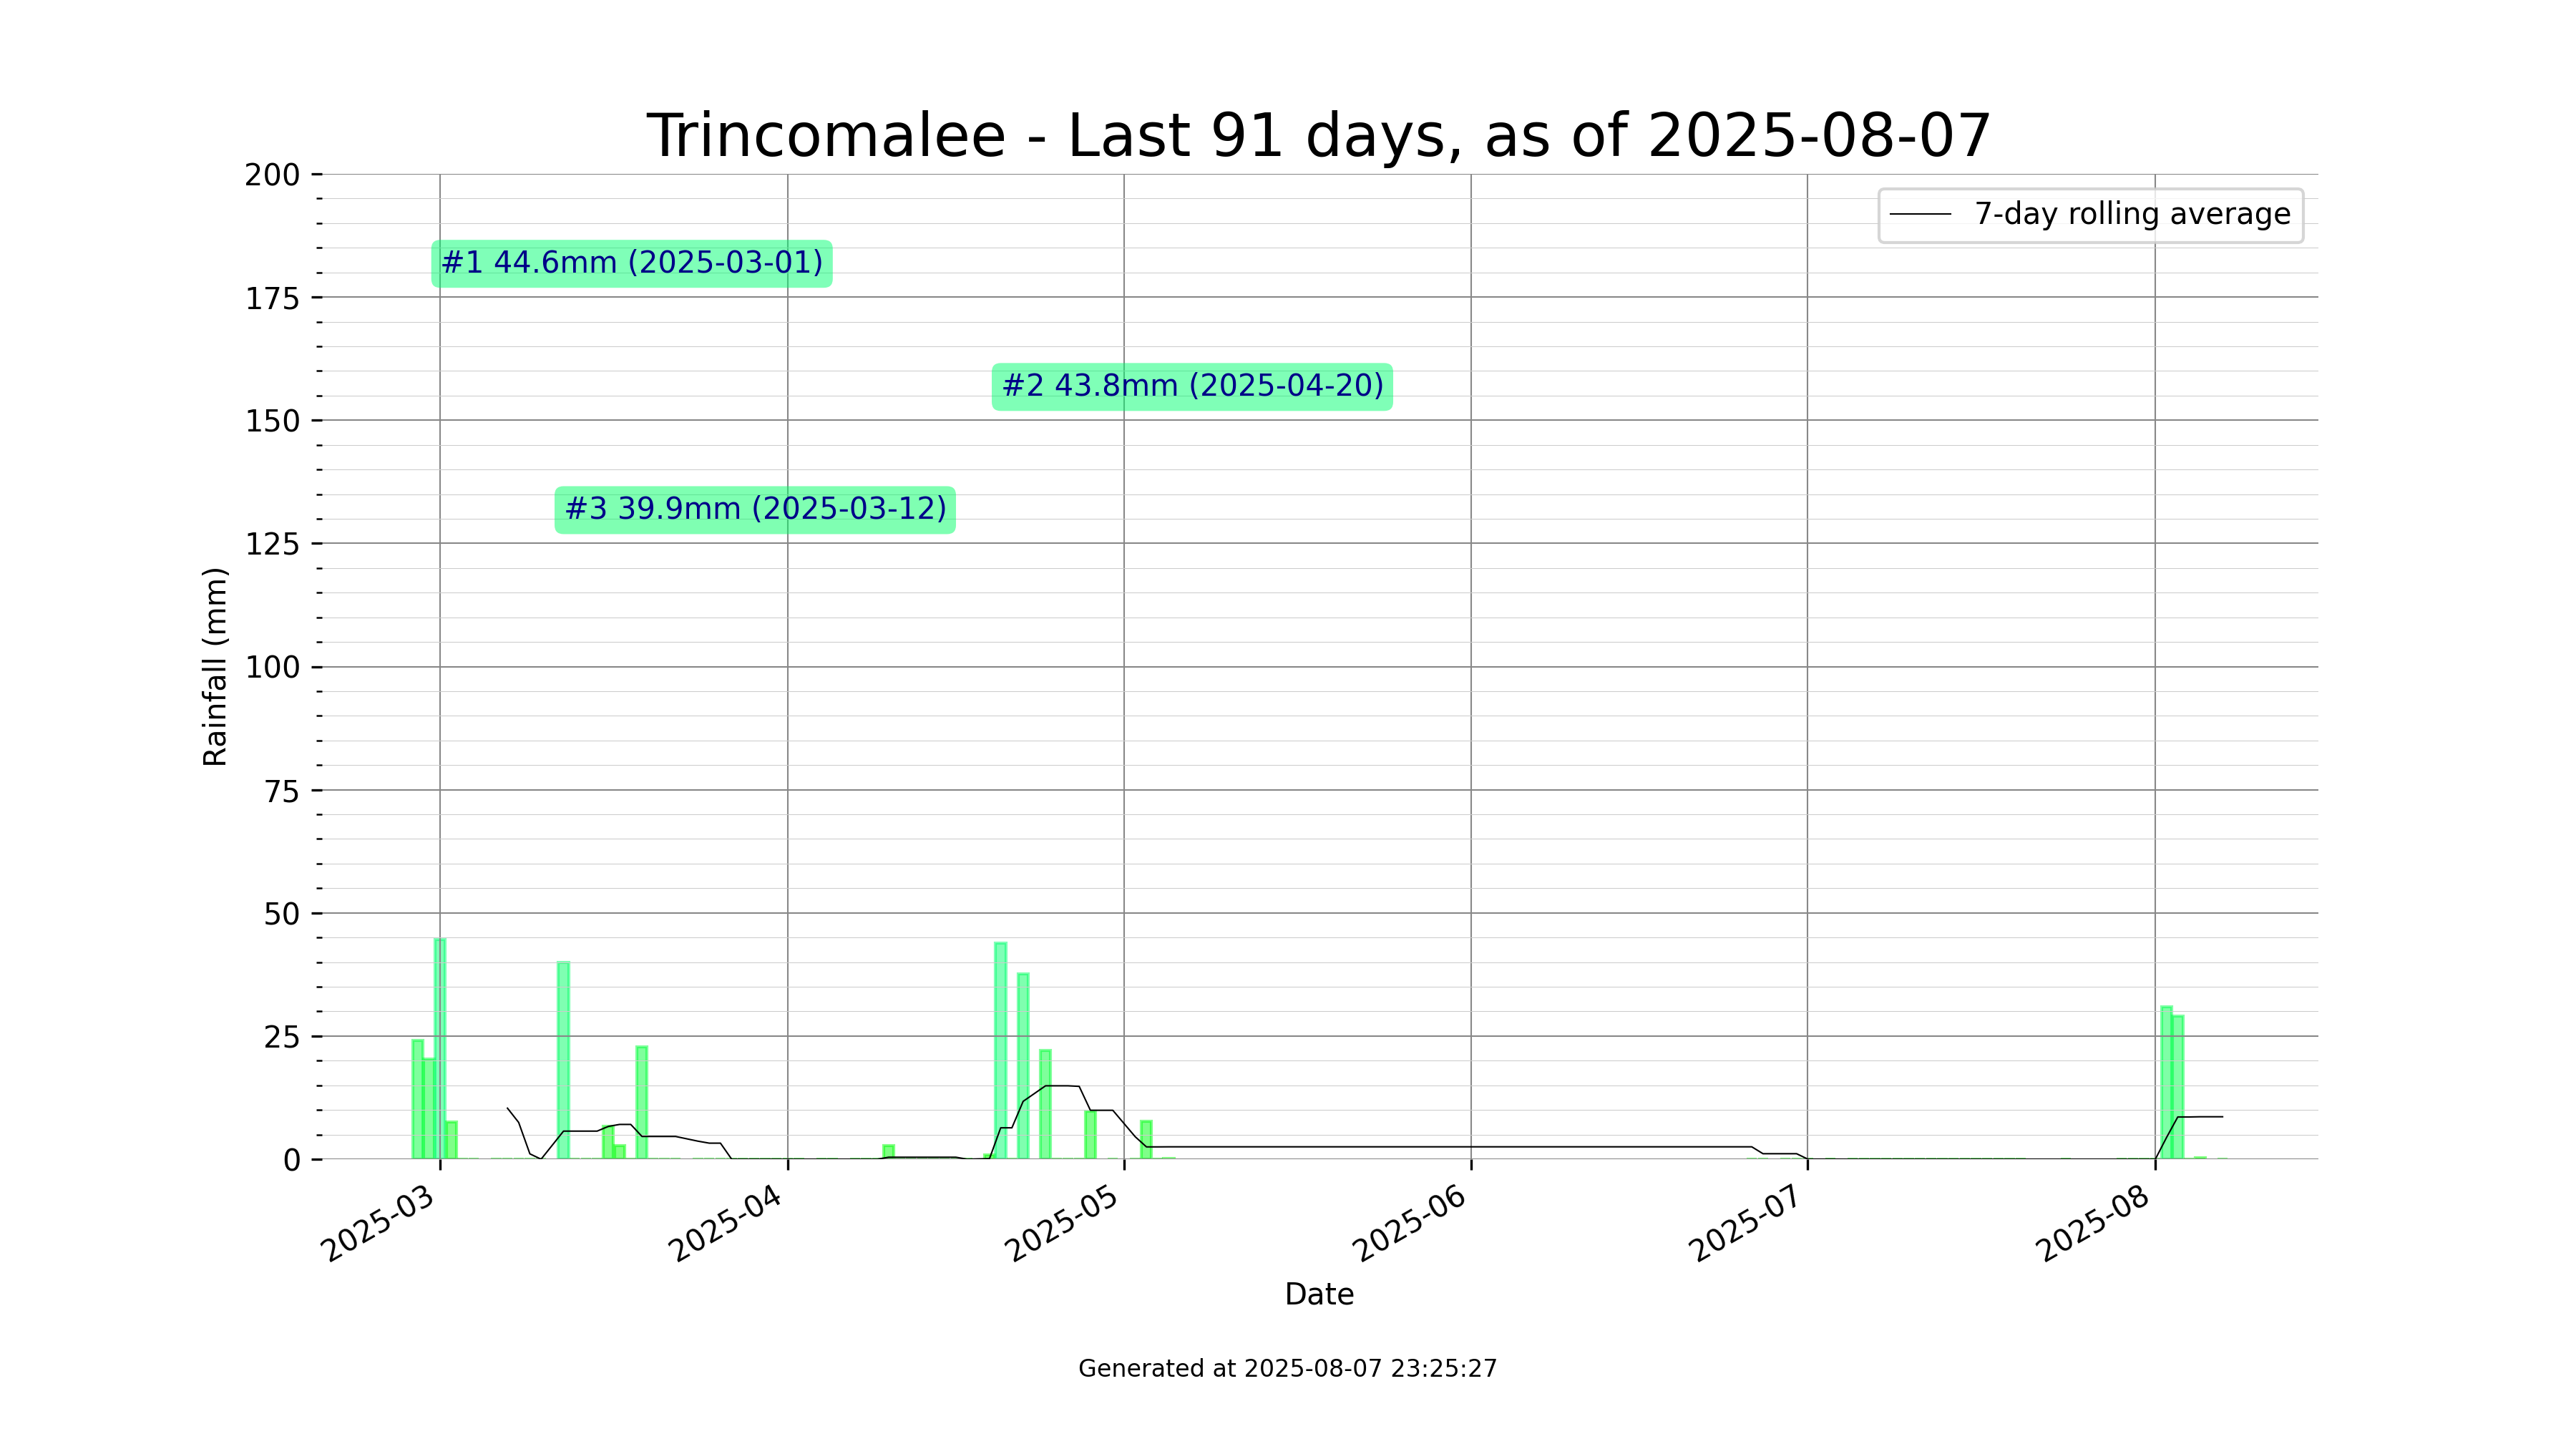 Trincomalee - Last 91 days, as of 2025-08-07
7-day rolling average
#1 44.6mm (2025-03-01)
#2 43.8mm (2025-04-20)
#3 39.9mm (2025-03-12)
Rainfall (mm)
200
175
150
125
100
75
50
25
0
2025-03
2025-04
2025-05
2025-06
2025-07
2025-08
Date
Generated at 2025-08-07 23:25:27